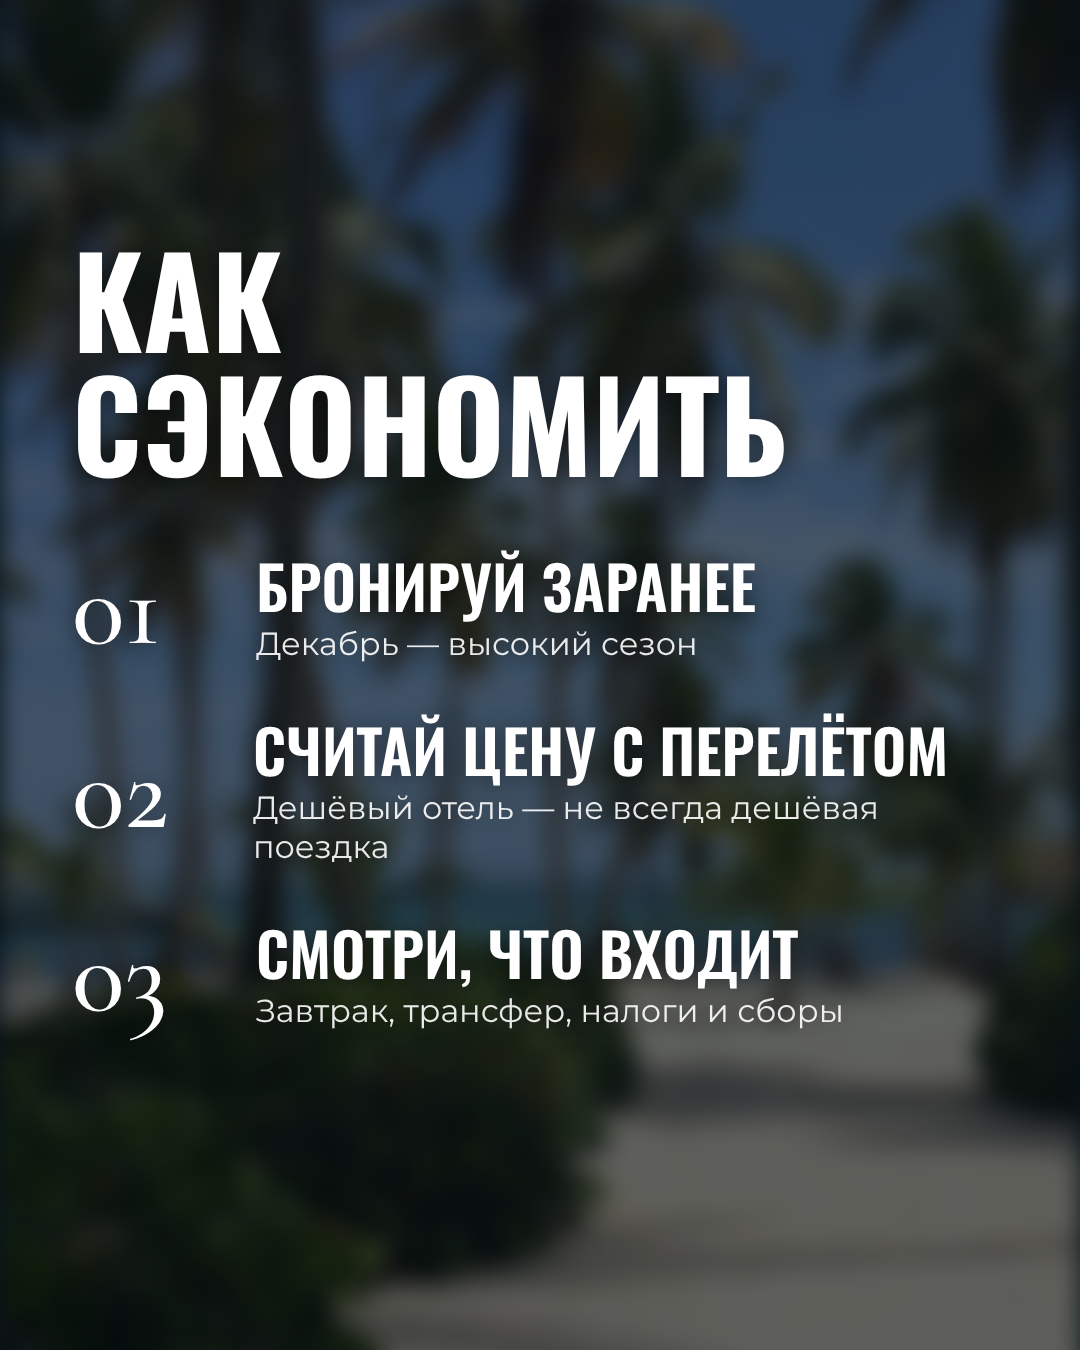 КАК
СЭКОНОМИТЬ
01
БРОНИРУЙ ЗАРАНЕЕ
Декабрь — высокий сезон
02
СЧИТАЙ ЦЕНУ С ПЕРЕЛЁТОМ
Дешёвый отель — не всегда дешёвая
поездка
03
СМОТРИ, ЧТО ВХОДИТ
Завтрак, трансфер, налоги и сборы